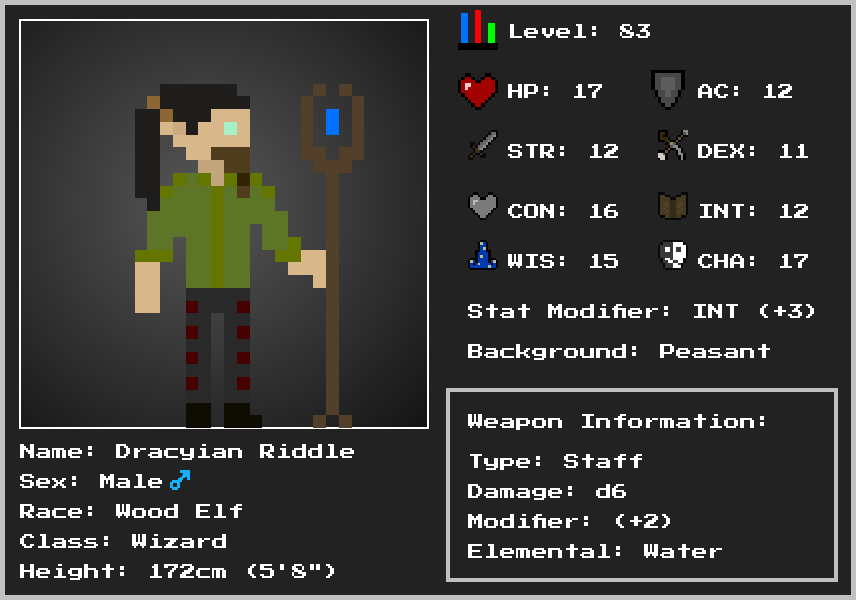 Level: 83
HP: 17
AC: 12
STR: 12
DEX: 11
CON: 16
INT: 12
WIS: 15
CHA: 17
Stat Modifier: INT (+3)
Background: Peasant
Weapon Information:
Type: Staff
Damage: d6
Modifier: (+2)
Elemental: Water
Name: Dracyian Riddle
Sex: Male♂
Race: Wood Elf
Class: Wizard
Height: 172cm (5'8")